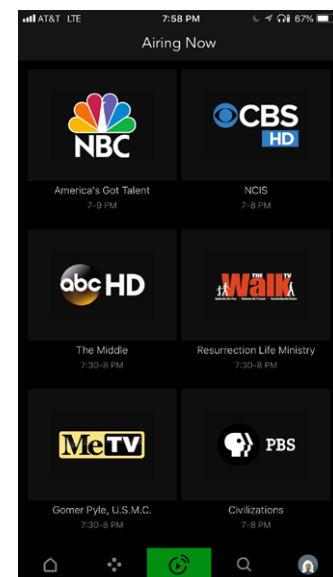 AT&T LTE 7:58 PM 67%
Airing Now
NBC
CBS
HD
America's Got Talent
7-9 PM
NCIS
7-8 PM
abc HD
THE Walk TV
The Middle
7:30-8 PM
Resurrection Life Ministry
7:30-8 PM
MeTV
PBS
Gomer Pyle, U.S.M.C.
7:30-8 PM
Civilizations
7-8 PM